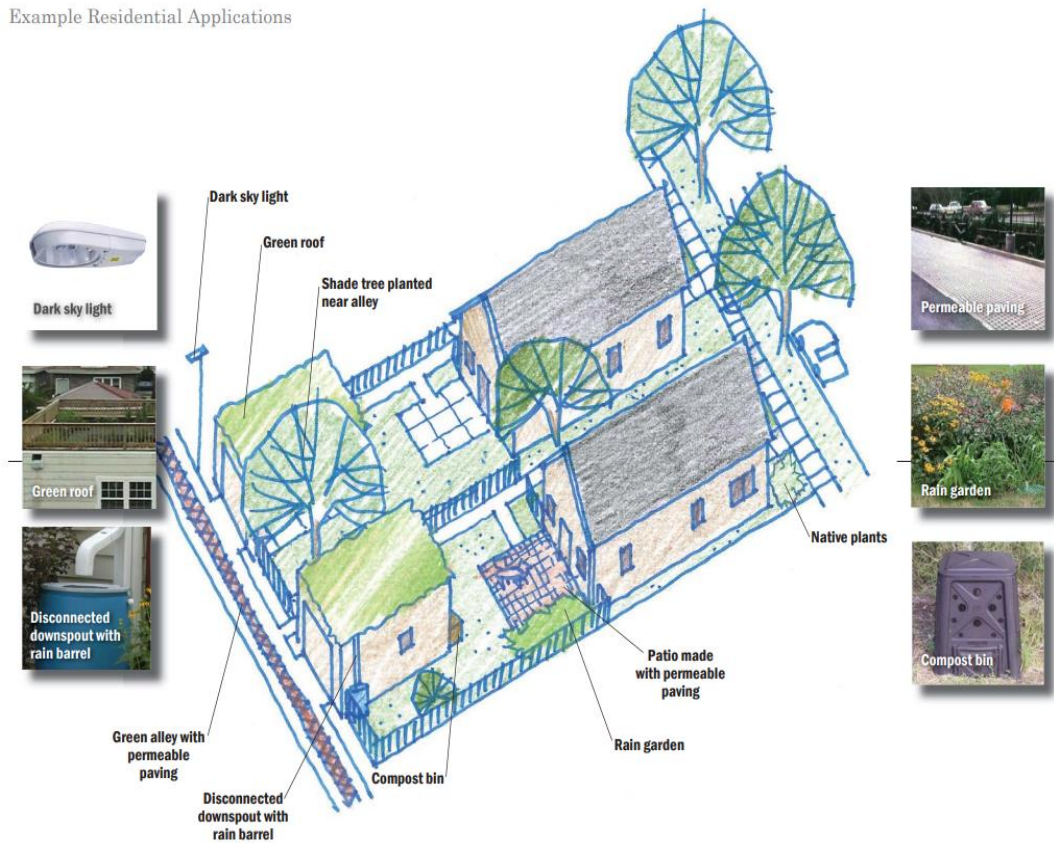 Example Residential Applications
Dark sky light
Green roof
Shade tree planted
near alley
Dark sky light
Permeable paving
Green roof
Rain garden
Native plants
Disconnected
downspout with
rain barrel
Compost bin
Patio made
with permeable
paving
Rain garden
Green alley with
permeable
paving
Compost bin
Disconnected
downspout with
rain barrel